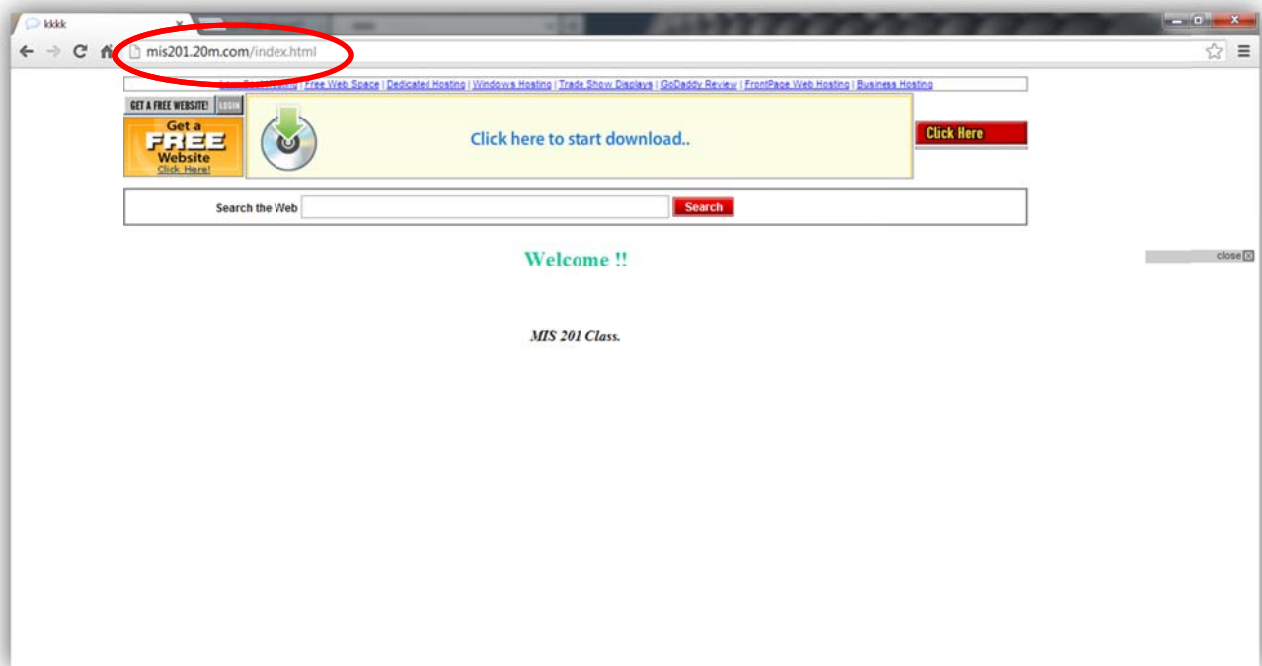 kkkk
mis201.20m.com/index.html
| Free Web Space | Dedicated Hosting | Windows Hosting | Trade Show Displays | GoDaddy Review | FrontPage Web Hosting | Business Hosting
GET A FREE WEBSITE! LOGIN
Get a
FREE
Website
Click Here!
Click here to start download..
Click Here
Search the Web
Search
Welcome !!
close
MIS 201 Class.